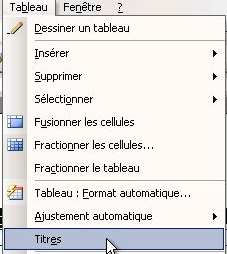 Tableau Fenêtre ?
Dessiner un tableau
Insérer
Supprimer
Sélectionner
Fusionner les cellules
Fractionner les cellules...
Fractionner le tableau
Tableau : Format automatique...
Ajustement automatique
Titres